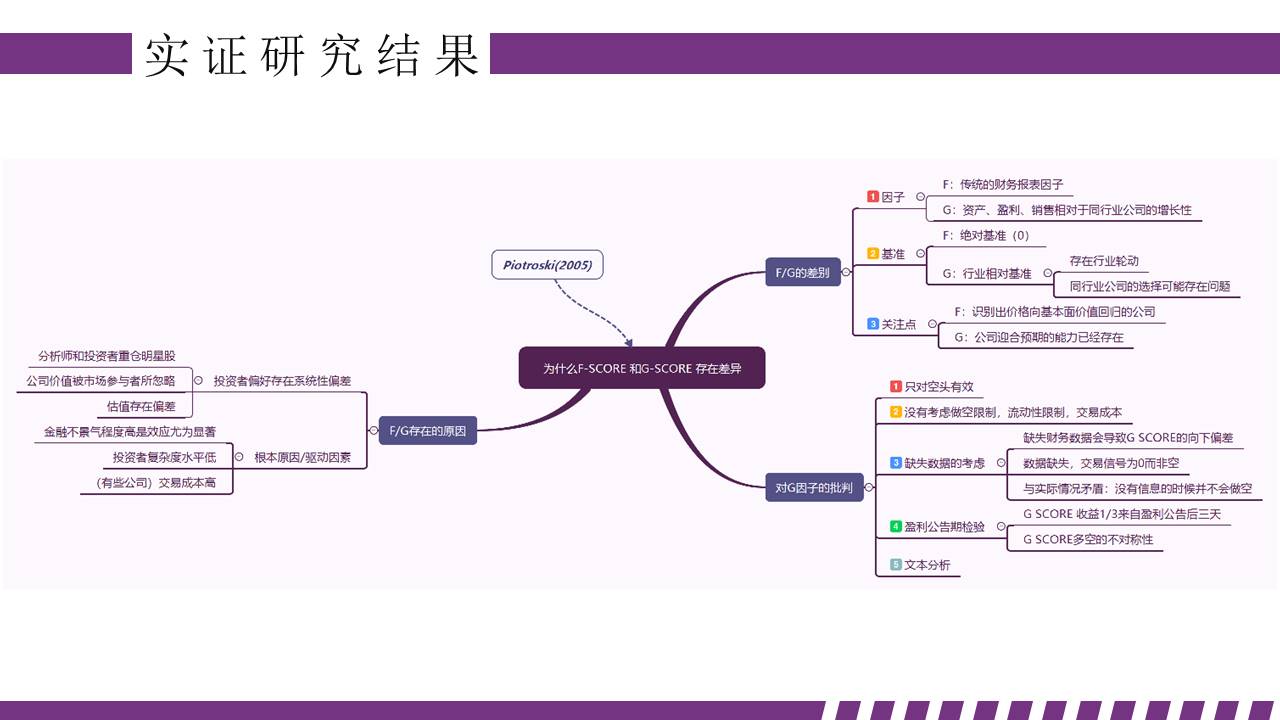 实证研究结果
Piotroski(2005)
为什么F-SCORE 和G-SCORE 存在差异
F/G的差别
1 因子
F：传统的财务报表因子
G：资产、盈利、销售相对于同行业公司的增长性
2 基准
F：绝对基准（0）
G：行业相对基准
存在行业轮动
同行业公司的选择可能存在问题
3 关注点
F：识别出价格向基本面价值回归的公司
G：公司迎合预期的能力已经存在
对G因子的批判
1 只对空头有效
2 没有考虑做空限制，流动性限制，交易成本
3 缺失数据的考虑
缺失财务数据会导致G SCORE的向下偏差
数据缺失，交易信号为0而非空
与实际情况矛盾：没有信息的时候并不会做空
4 盈利公告期检验
G SCORE 收益1/3来自盈利公告后三天
G SCORE多空的不对称性
5 文本分析
F/G存在的原因
投资者偏好存在系统性偏差
分析师和投资者重仓明星股
公司价值被市场参与者所忽略
估值存在偏差
根本原因/驱动因素
金融不景气程度高是效应尤为显著
投资者复杂度水平低
（有些公司）交易成本高